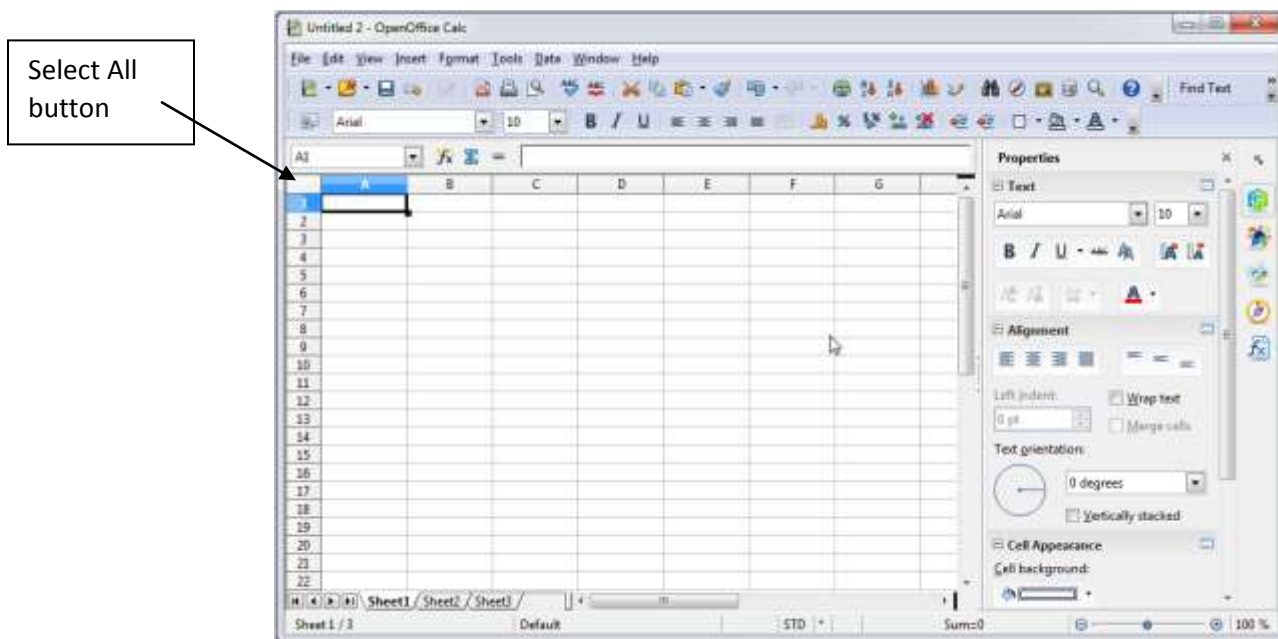 Select All
button
Untitled 2 - OpenOffice Calc
File Edit View Insert Format Tools Data Window Help
Find Text
Arial 10 B I U
A1 =
A B C D E F G
1
2
3
4
5
6
7
8
9
10
11
12
13
14
15
16
17
18
19
20
21
22
Sheet1 / Sheet2 / Sheet3
Sheet 1 / 3 Default STD * Sum=0 100 %
Properties
Text
Arial 10
B I U
A
Alignment
Left indent: Wrap text
0 pt Merge cells
Text orientation:
0 degrees
Vertically stacked
Cell Appearance
Cell background: